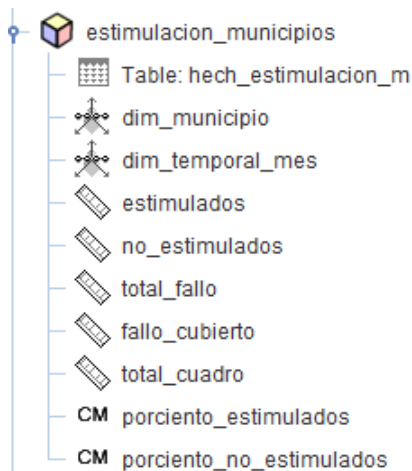 estimulacion_municipios
Table: hech_estimulacion_m
dim_municipio
dim_temporal_mes
estimulados
no_estimulados
total_fallo
fallo_cubierto
total_cuadro
CM porciento_estimulados
CM porciento_no_estimulados